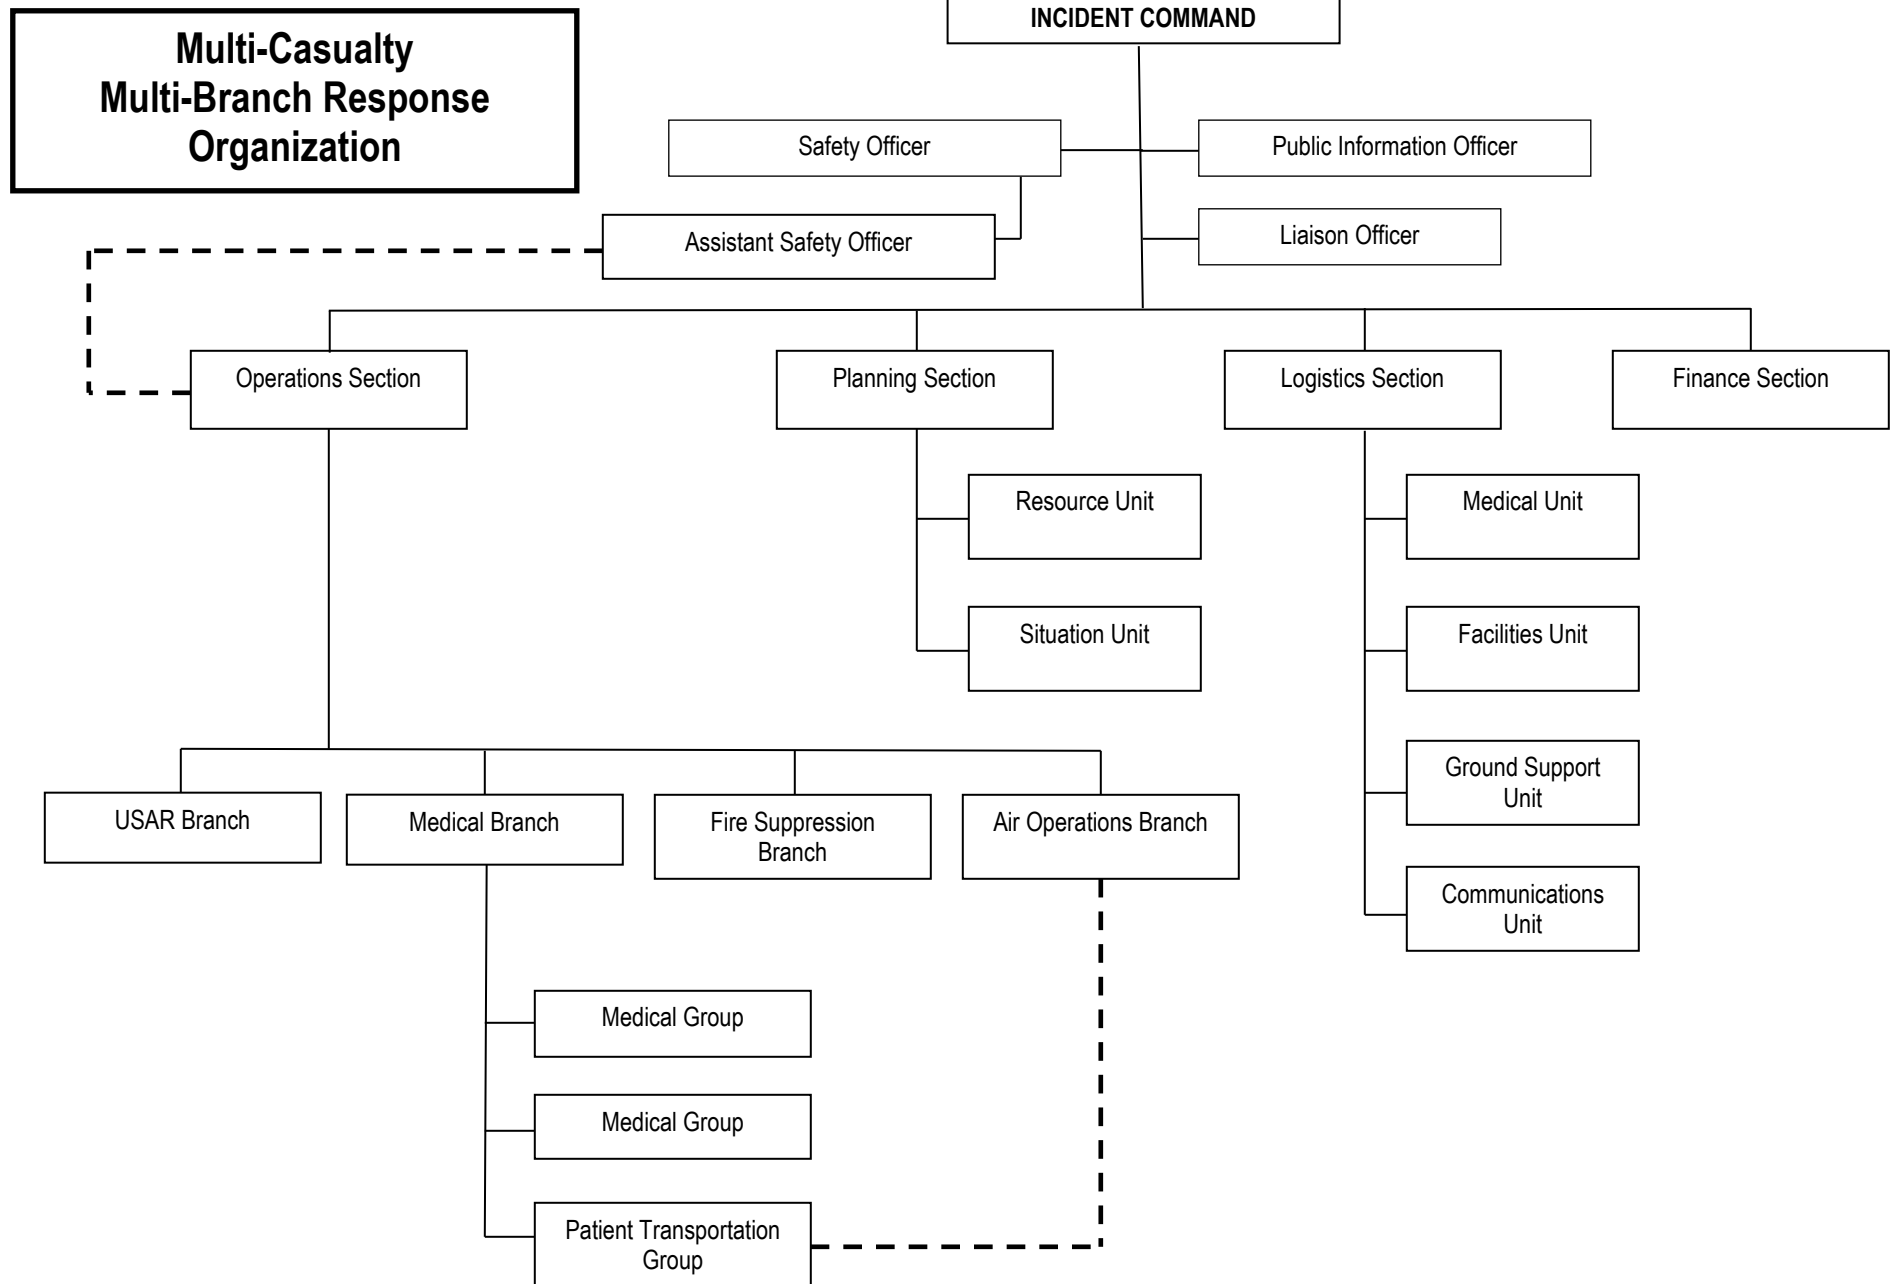 INCIDENT COMMAND
Multi-Casualty
Multi-Branch Response
Organization
Safety Officer
Public Information Officer
Assistant Safety Officer
Liaison Officer
Operations Section
Planning Section
Logistics Section
Finance Section
Resource Unit
Medical Unit
Situation Unit
Facilities Unit
Ground Support
Unit
USAR Branch
Medical Branch
Fire Suppression
Branch
Air Operations Branch
Communications
Unit
Medical Group
Medical Group
Patient Transportation
Group